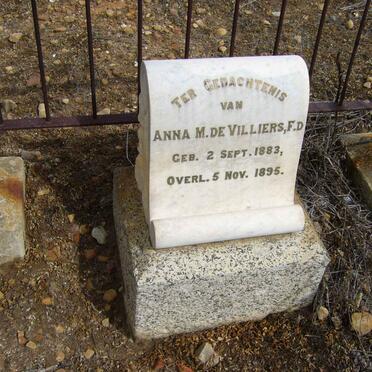 TER GEDACHTENIS
VAN
ANNA M. DE VILLIERS, F.D
GEB. 2 SEPT. 1883,
OVERL. 5 NOV. 1895.